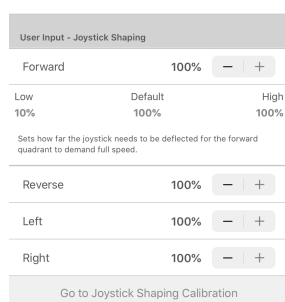 User Input - Joystick Shaping
Forward 100% − +
Low Default High
10% 100% 100%
Sets how far the joystick needs to be deflected for the forward
quadrant to demand full speed.
Reverse 100% − +
Left 100% − +
Right 100% − +
Go to Joystick Shaping Calibration